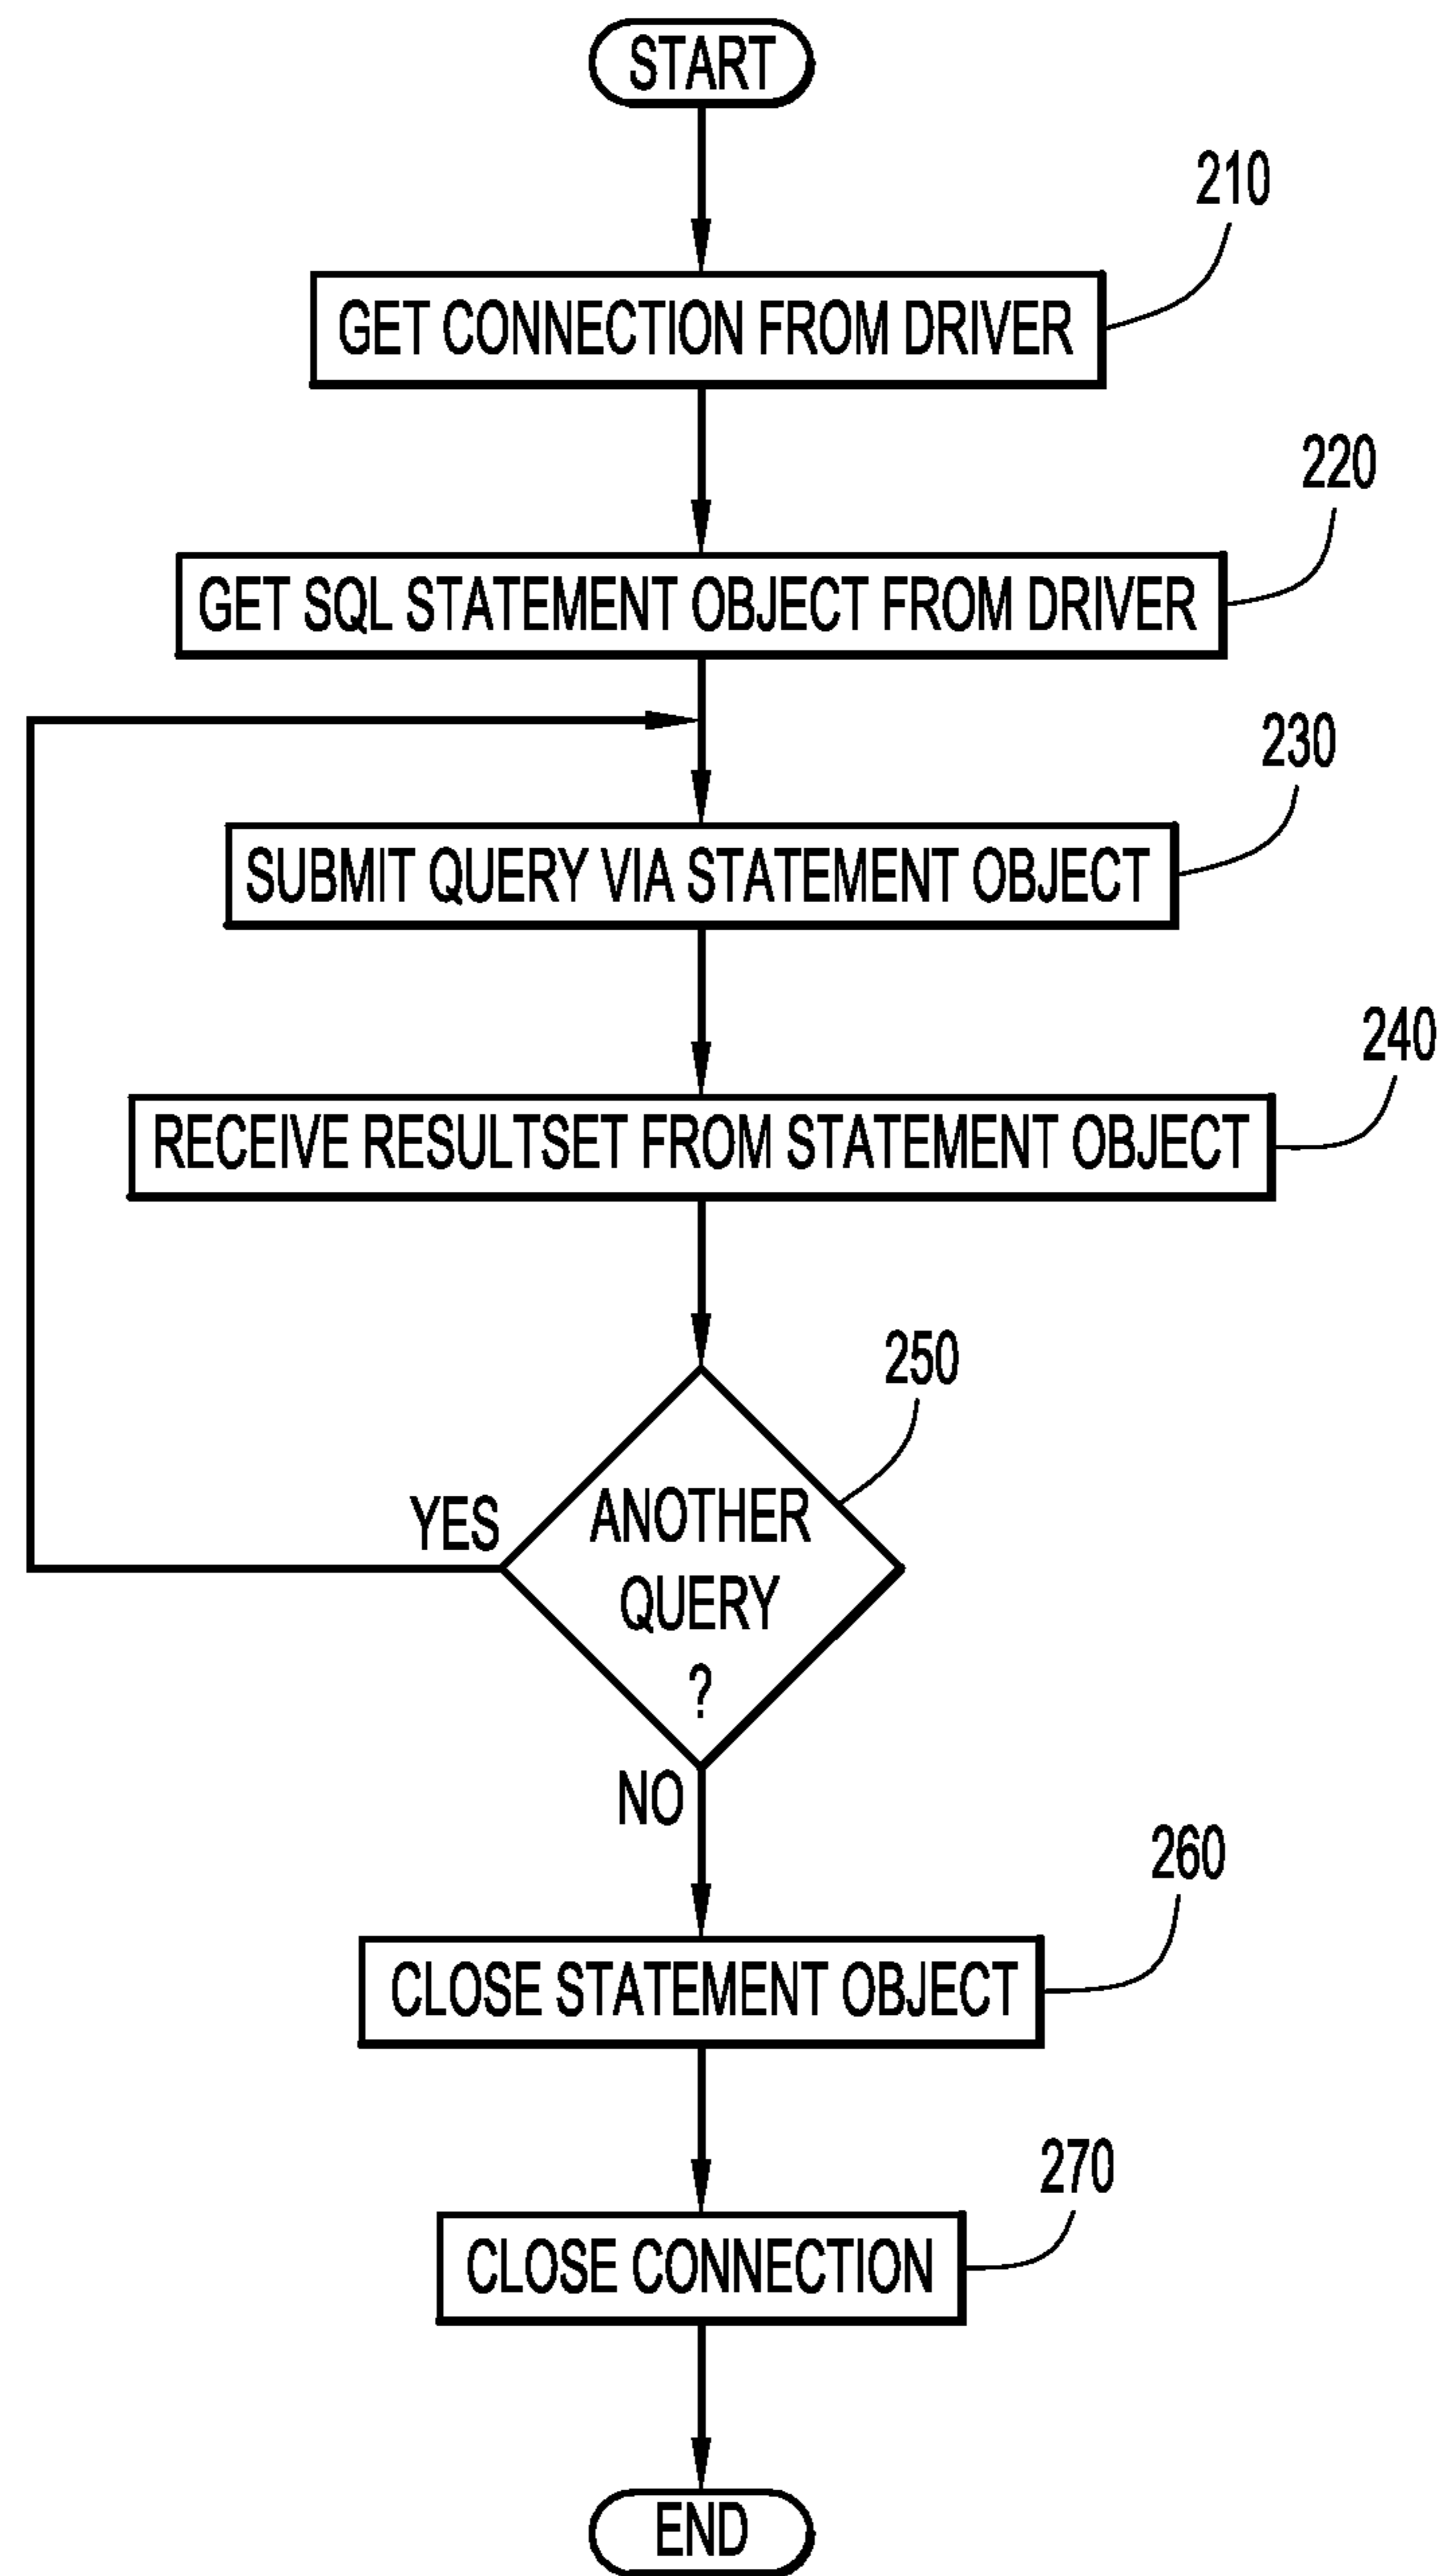 START
210
GET CONNECTION FROM DRIVER
220
GET SQL STATEMENT OBJECT FROM DRIVER
230
SUBMIT QUERY VIA STATEMENT OBJECT
240
RECEIVE RESULTSET FROM STATEMENT OBJECT
250
YES
ANOTHER
QUERY
?
NO
260
CLOSE STATEMENT OBJECT
270
CLOSE CONNECTION
END